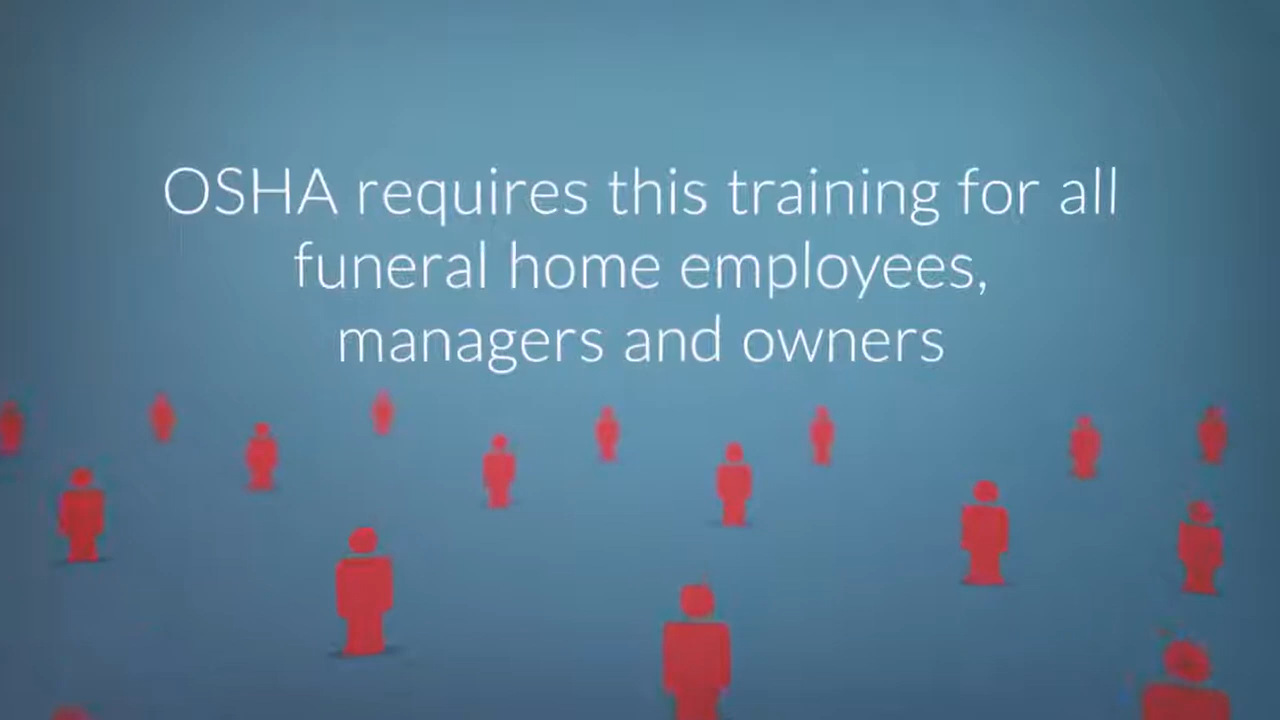 OSHA requires this training for all
funeral home employees,
managers and owners